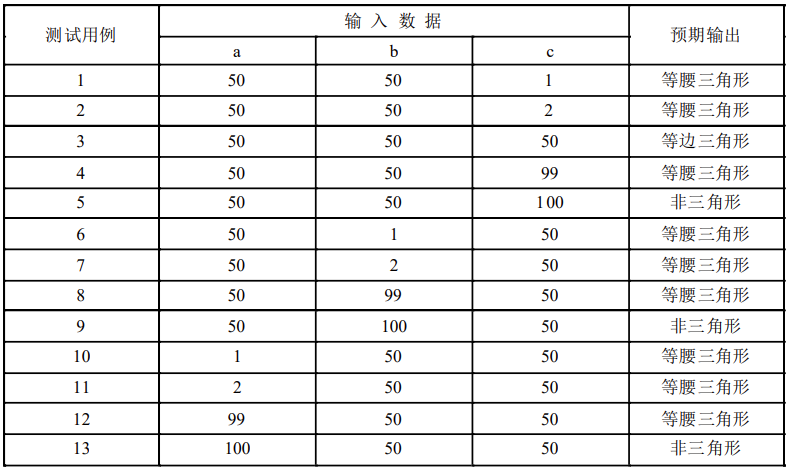 测试用例 输 入 数 据 预期输出
a b c
1 50 50 1 等腰三角形
2 50 50 2 等腰三角形
3 50 50 50 等边三角形
4 50 50 99 等腰三角形
5 50 50 100 非三角形
6 50 1 50 等腰三角形
7 50 2 50 等腰三角形
8 50 99 50 等腰三角形
9 50 100 50 非三角形
10 1 50 50 等腰三角形
11 2 50 50 等腰三角形
12 99 50 50 等腰三角形
13 100 50 50 非三角形